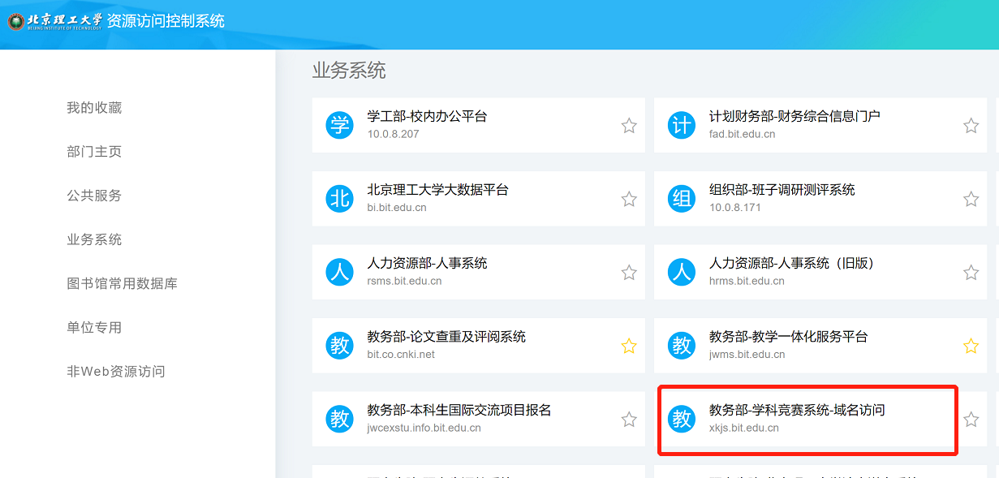 北京理工大学 资源访问控制系统
BEIJING INSTITUTE OF TECHNOLOGY
我的收藏
部门主页
公共服务
业务系统
图书馆常用数据库
单位专用
非Web资源访问
业务系统
学
学工部-校内办公平台
10.0.8.207
计
计划财务部-财务综合信息门户
fad.bit.edu.cn
北
北京理工大学大数据平台
bi.bit.edu.cn
组
组织部-班子调研测评系统
10.0.8.171
人
人力资源部-人事系统
rsms.bit.edu.cn
人
人力资源部-人事系统（旧版）
hrms.bit.edu.cn
教
教务部-论文查重及评阅系统
bit.co.cnki.net
教
教务部-教学一体化服务平台
jwms.bit.edu.cn
教
教务部-本科生国际交流项目报名
jwcexstu.info.bit.edu.cn
教
教务部-学科竞赛系统-域名访问
xkjs.bit.edu.cn